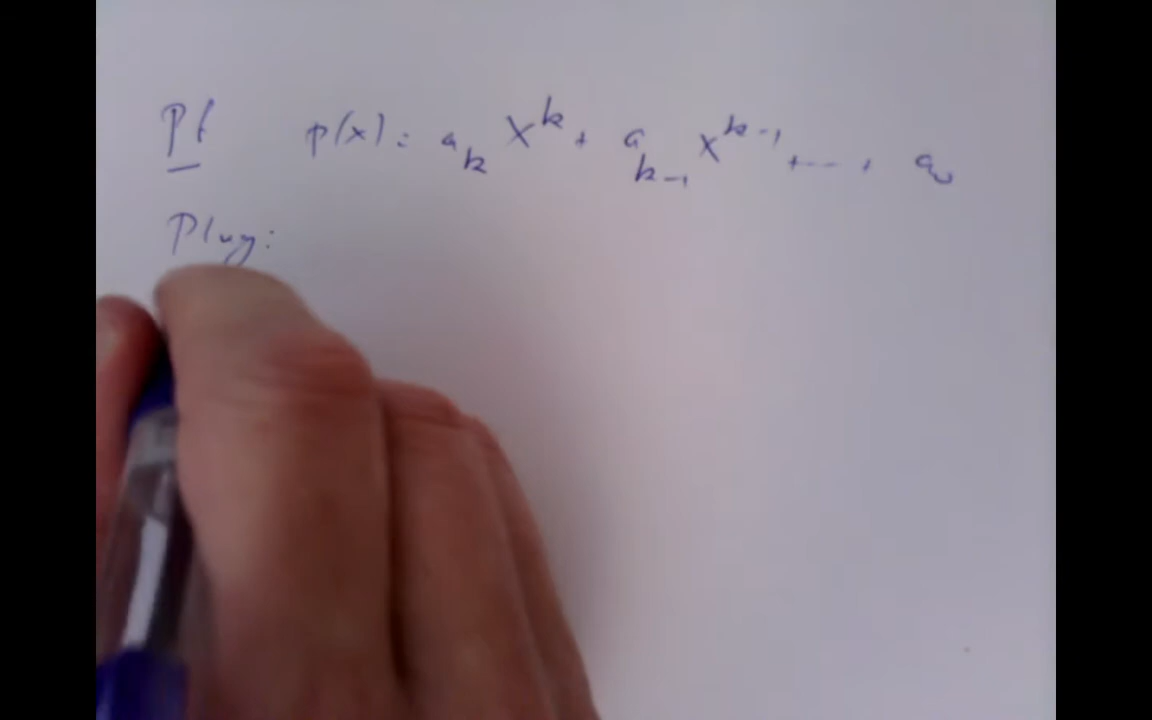 Pf p(x) = a_k x^k + a_{k-1} x^{k-1} + ... + a_0
Plug: